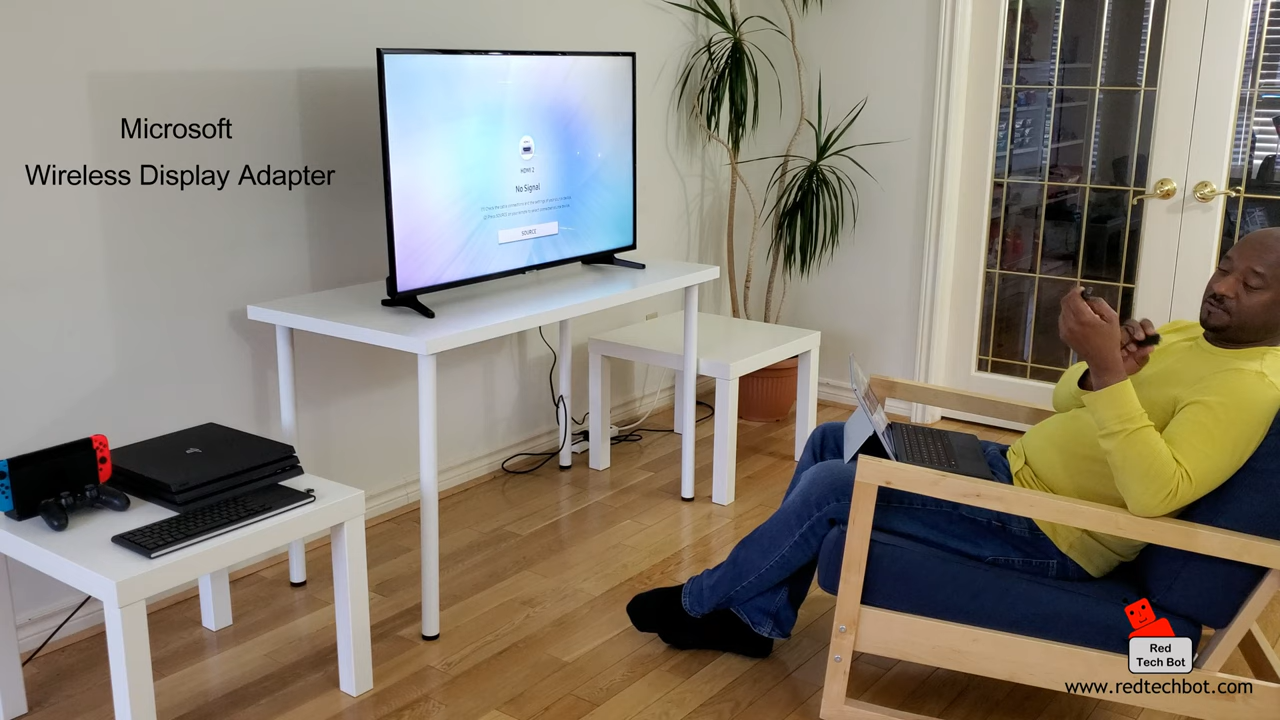 Microsoft
Wireless Display Adapter
HDMI 2
No Signal
SOURCE
Red
Tech Bot
www.redtechbot.com